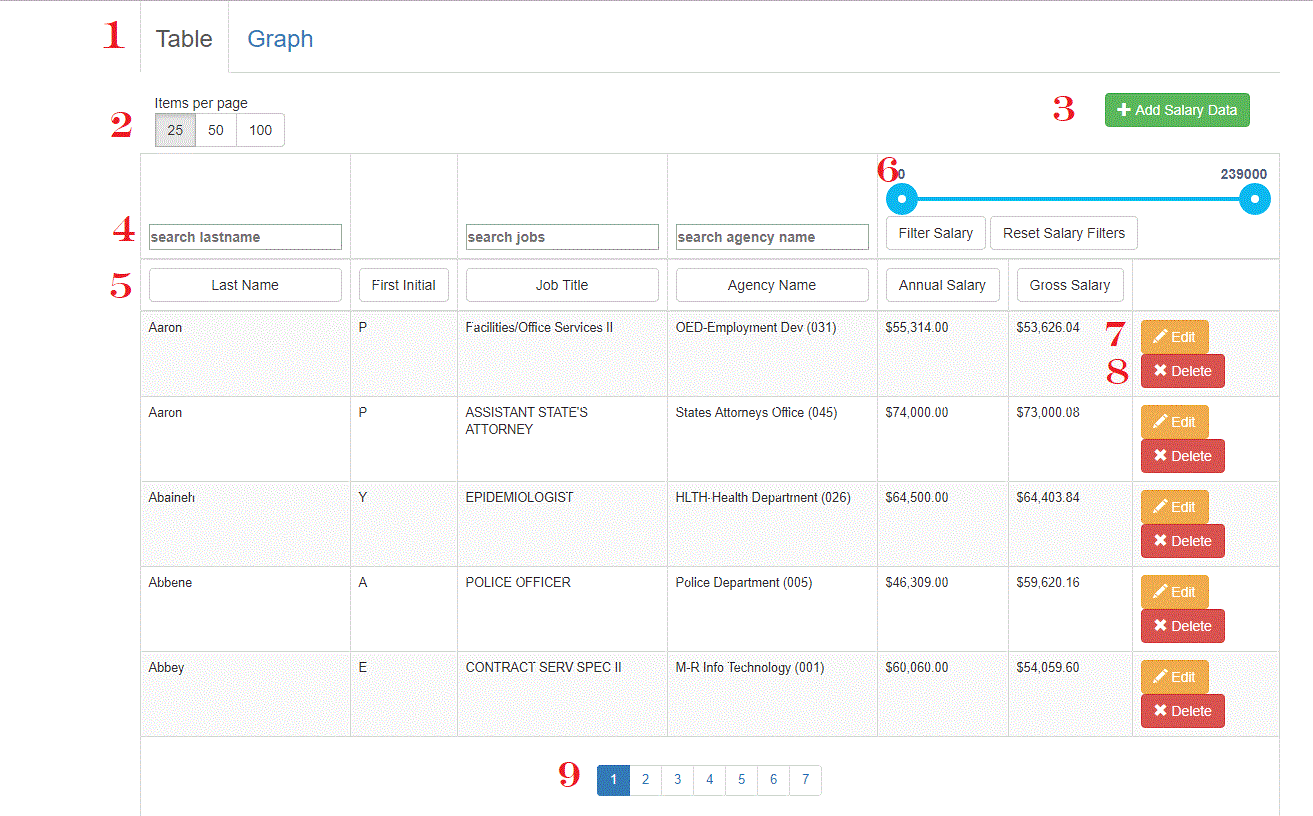 1 Table Graph
Items per page
2 25 50 100
3 + Add Salary Data
6 0 239000
4 search lastname search jobs search agency name Filter Salary Reset Salary Filters
5 Last Name First Initial Job Title Agency Name Annual Salary Gross Salary
Aaron P Facilities/Office Services II OED-Employment Dev (031) $55,314.00 $53,626.04 7 Edit
8 Delete
Aaron P ASSISTANT STATE'S States Attorneys Office (045) $74,000.08 $73,000.08 Edit
ATTORNEY
Delete
Abaineh Y EPIDEMIOLOGIST HLTH-Health Department (026) $64,500.00 $64,403.84 Edit
Delete
Abbene A POLICE OFFICER Police Department (005) $46,309.00 $59,620.16 Edit
Delete
Abbey E CONTRACT SERV SPEC II M-R Info Technology (001) $60,060.00 $54,059.60 Edit
Delete
9 1 2 3 4 5 6 7